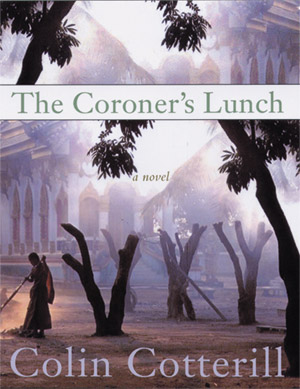 The Coroner's Lunch
a novel
Colin Cotterill